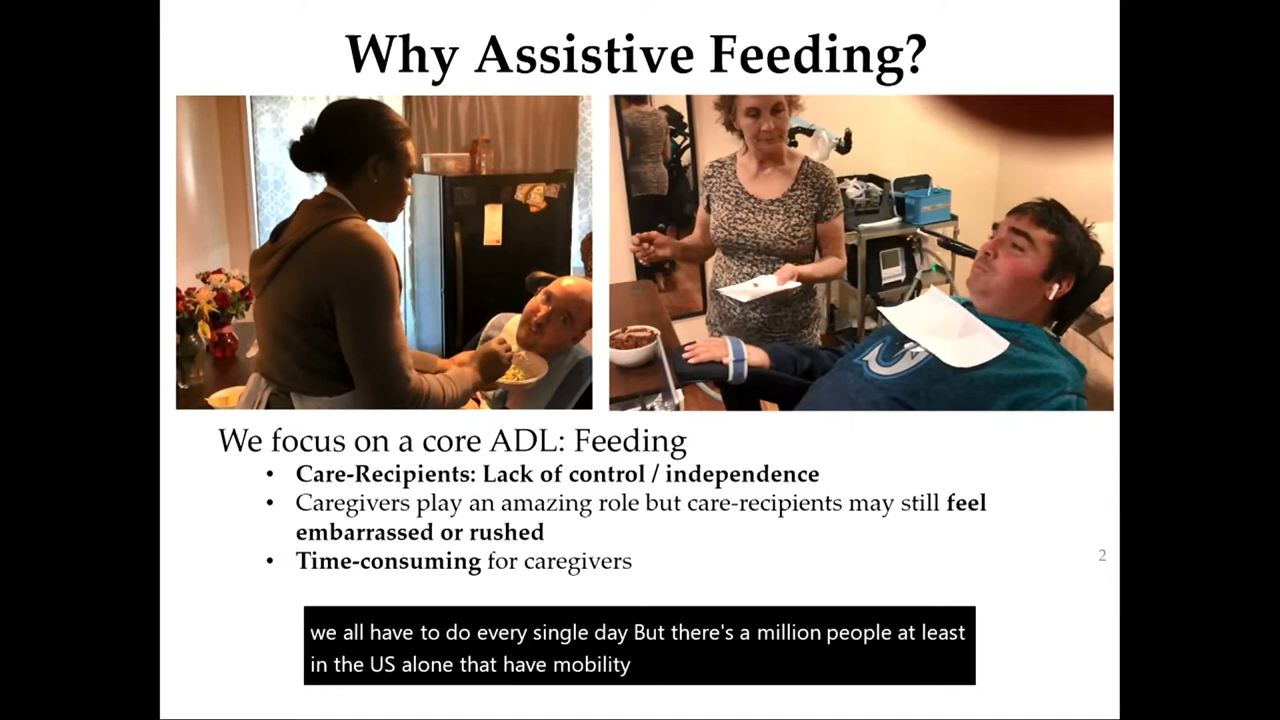 Why Assistive Feeding?
We focus on a core ADL: Feeding
• Care-Recipients: Lack of control / independence
• Caregivers play an amazing role but care-recipients may still feel
embarrassed or rushed
• Time-consuming for caregivers
2
we all have to do every single day But there's a million people at least
in the US alone that have mobility